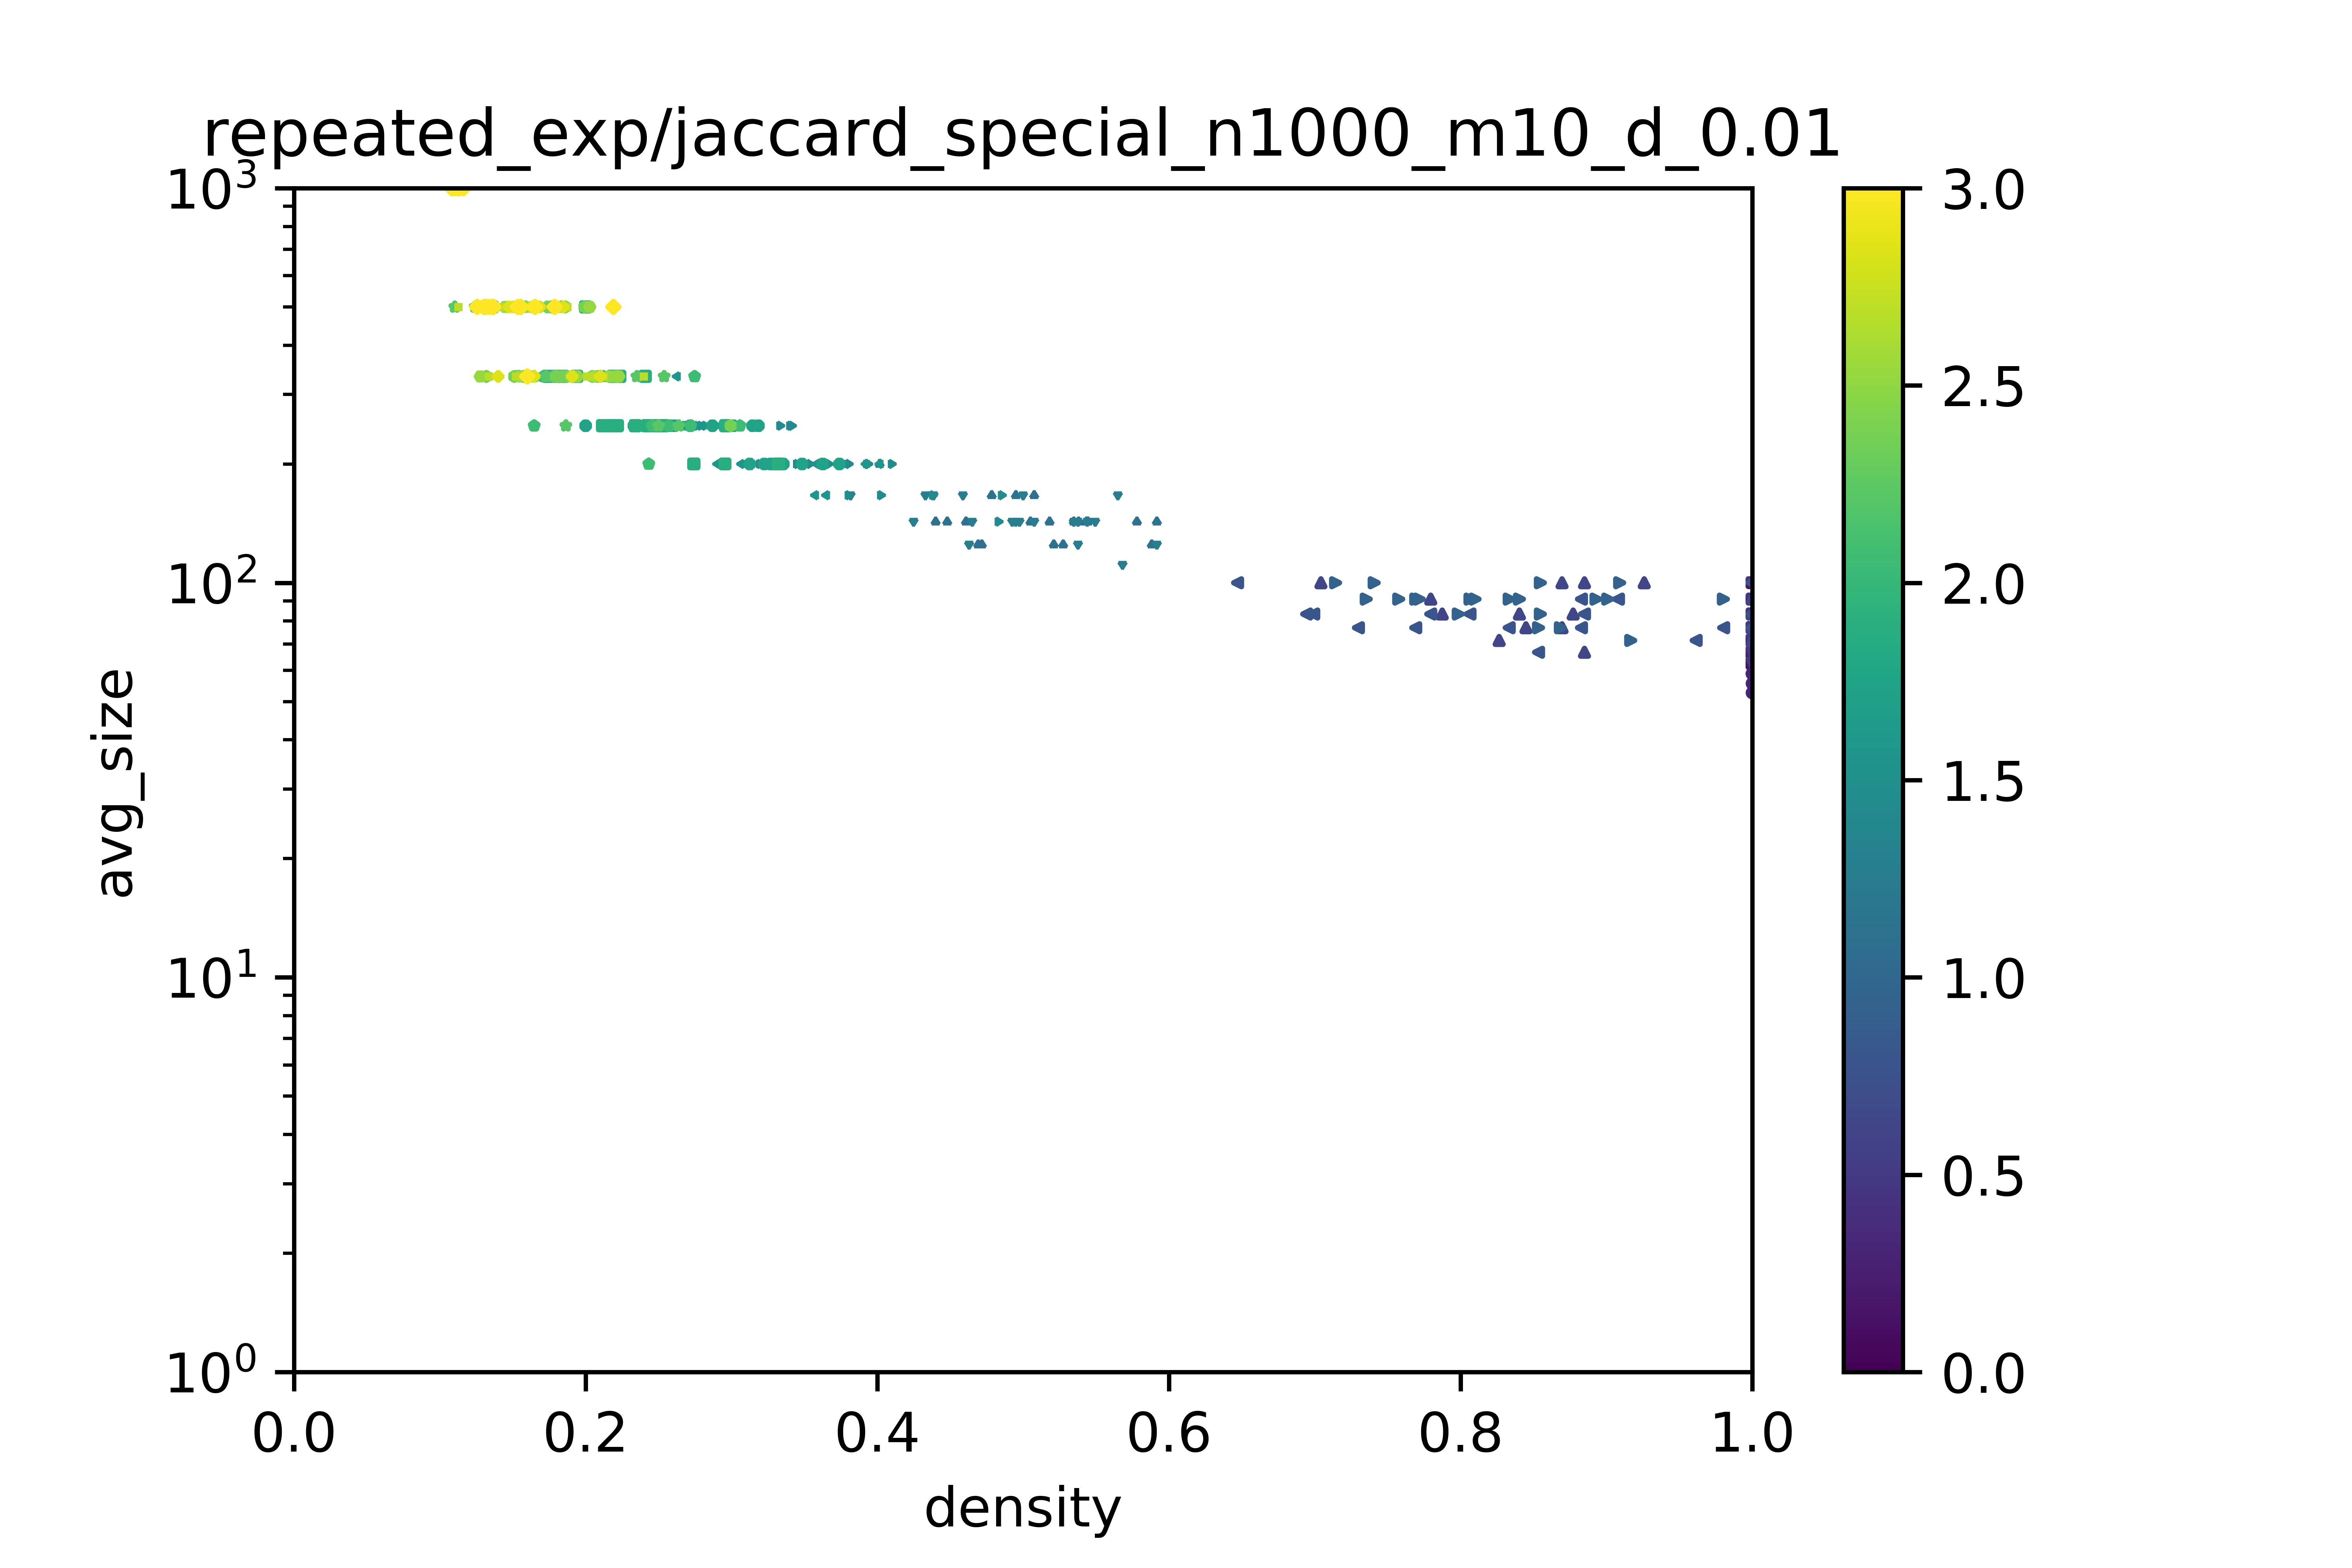 repeated_exp/jaccard_special_n1000_m10_d_0.01
10³
10²
10¹
10⁰
avg_size
0.0 0.2 0.4 0.6 0.8 1.0
density
3.0
2.5
2.0
1.5
1.0
0.5
0.0